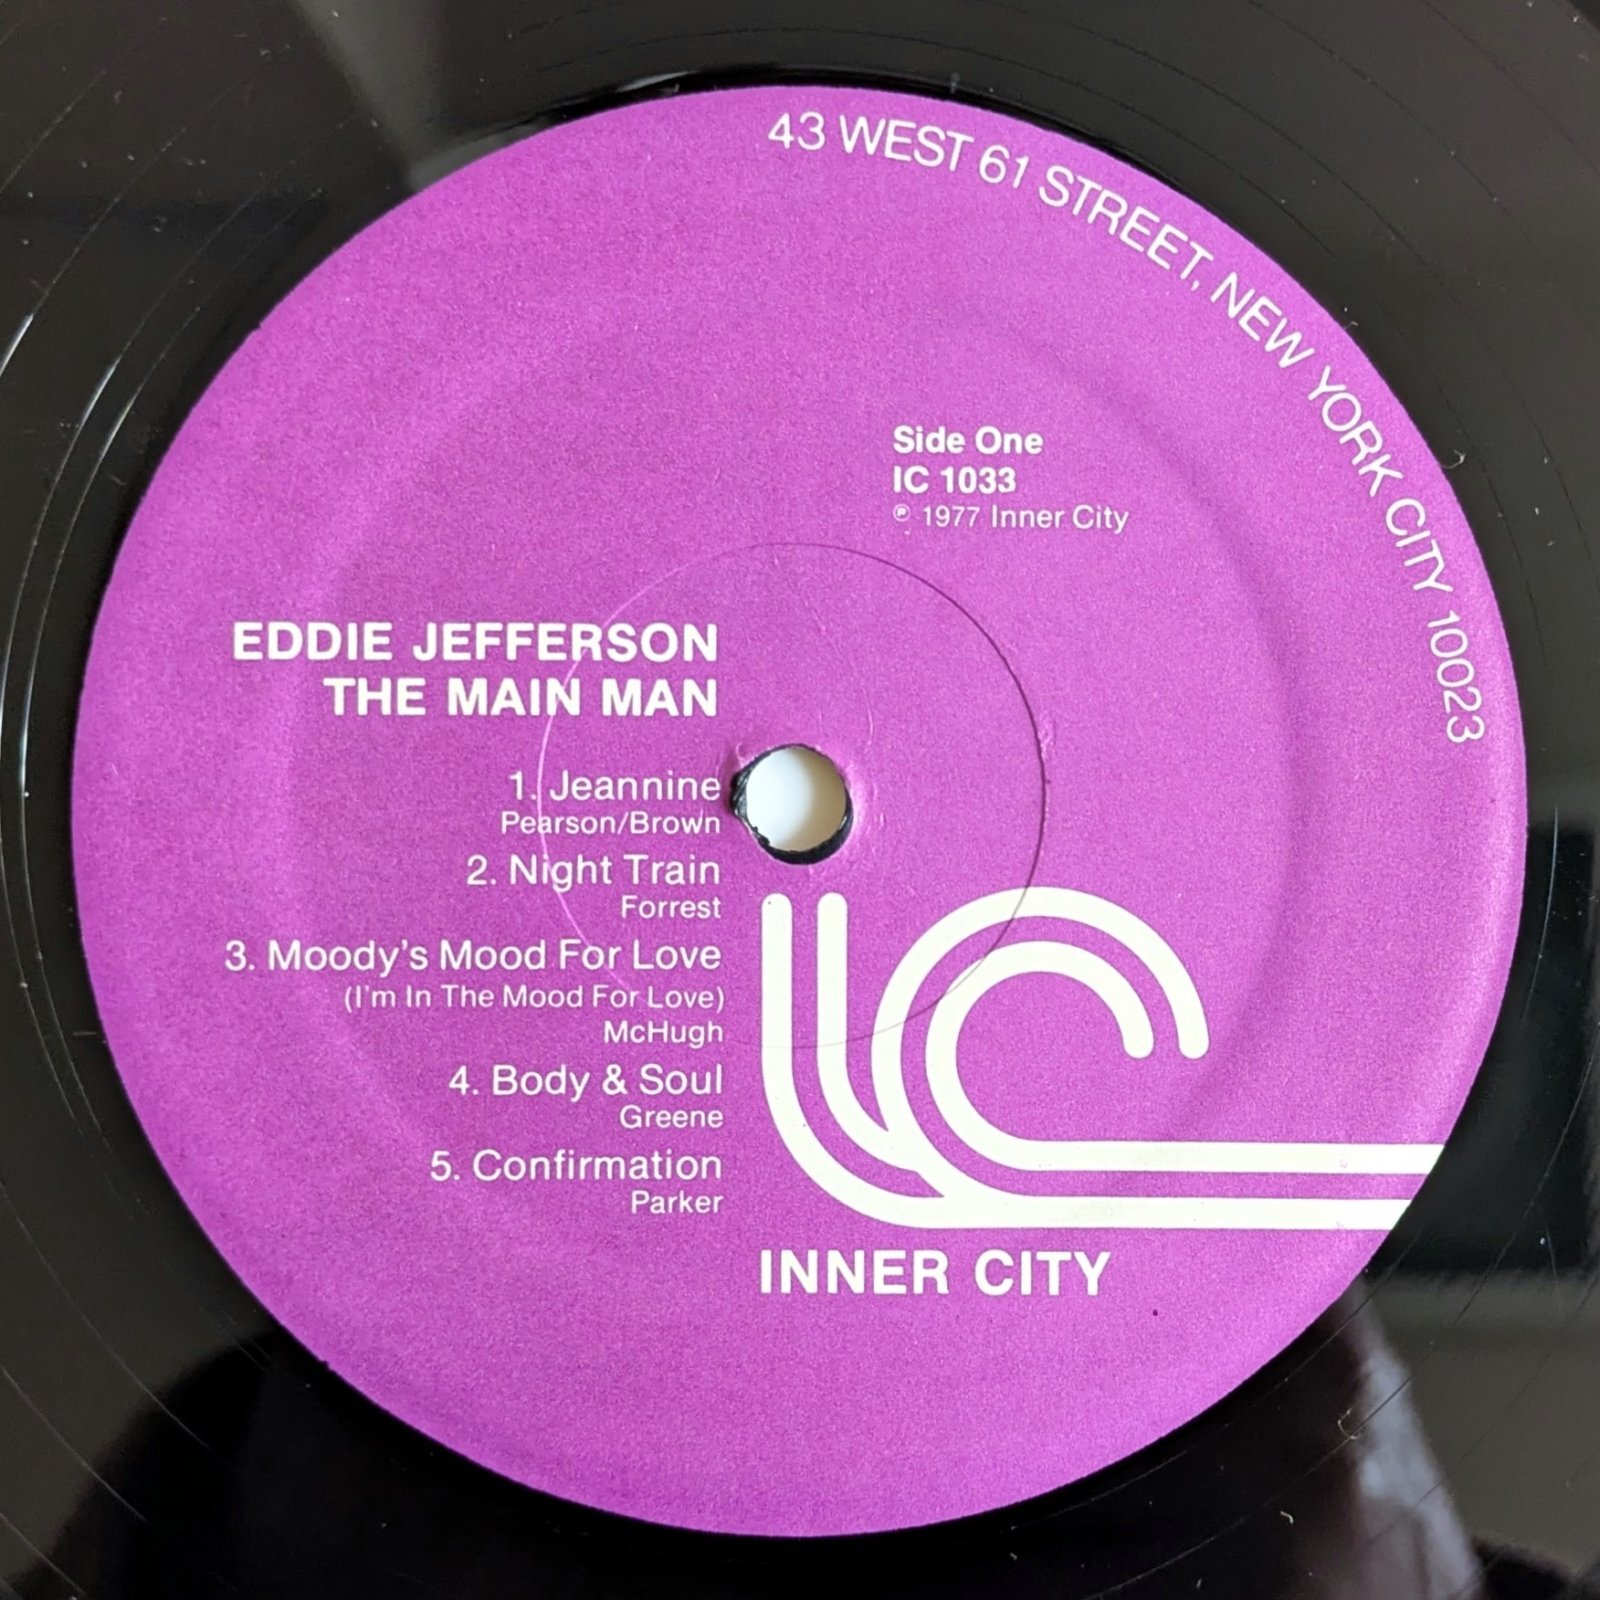 43 WEST 61 STREET, NEW YORK CITY 10023
Side One
IC 1033
℗ 1977 Inner City
EDDIE JEFFERSON
THE MAIN MAN
1. Jeannine
Pearson/Brown
2. Night Train
Forrest
3. Moody's Mood For Love
(I'm In The Mood For Love)
McHugh
4. Body & Soul
Greene
5. Confirmation
Parker
IC
INNER CITY